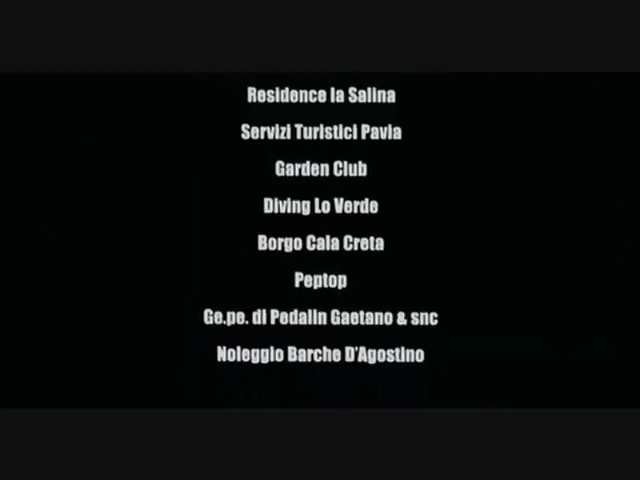 Residence la Salina
Servizi Turistici Pavia
Garden Club
Diving Lo Verde
Borgo Cala Creta
Peptop
Ge.pe. di Pedalin Gaetano & snc
Noleggio Barche D'Agostino